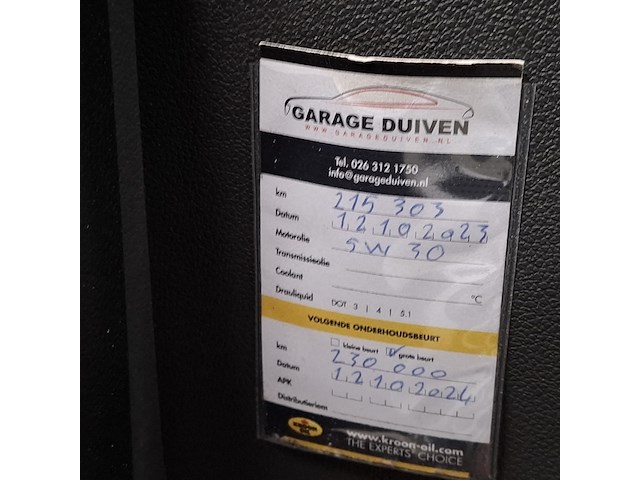 GARAGE DUIVEN
WWW.GARAGEDUIVEN.NL
Tel. 026 312 1750
info@garageduiven.nl
km 215 303
Datum 12 10 2023
Motorolie 5W 30
Transmissieolie
Coolant °C
Drauliquid DOT 3 | 4 | 5.1
VOLGENDE ONDERHOUDSBEURT
kleine beurt grote beurt
km 230 000
Datum 12 10 2024
APK
Distributieriem
KROON OIL
www.kroon-oil.com
THE EXPERTS' CHOICE